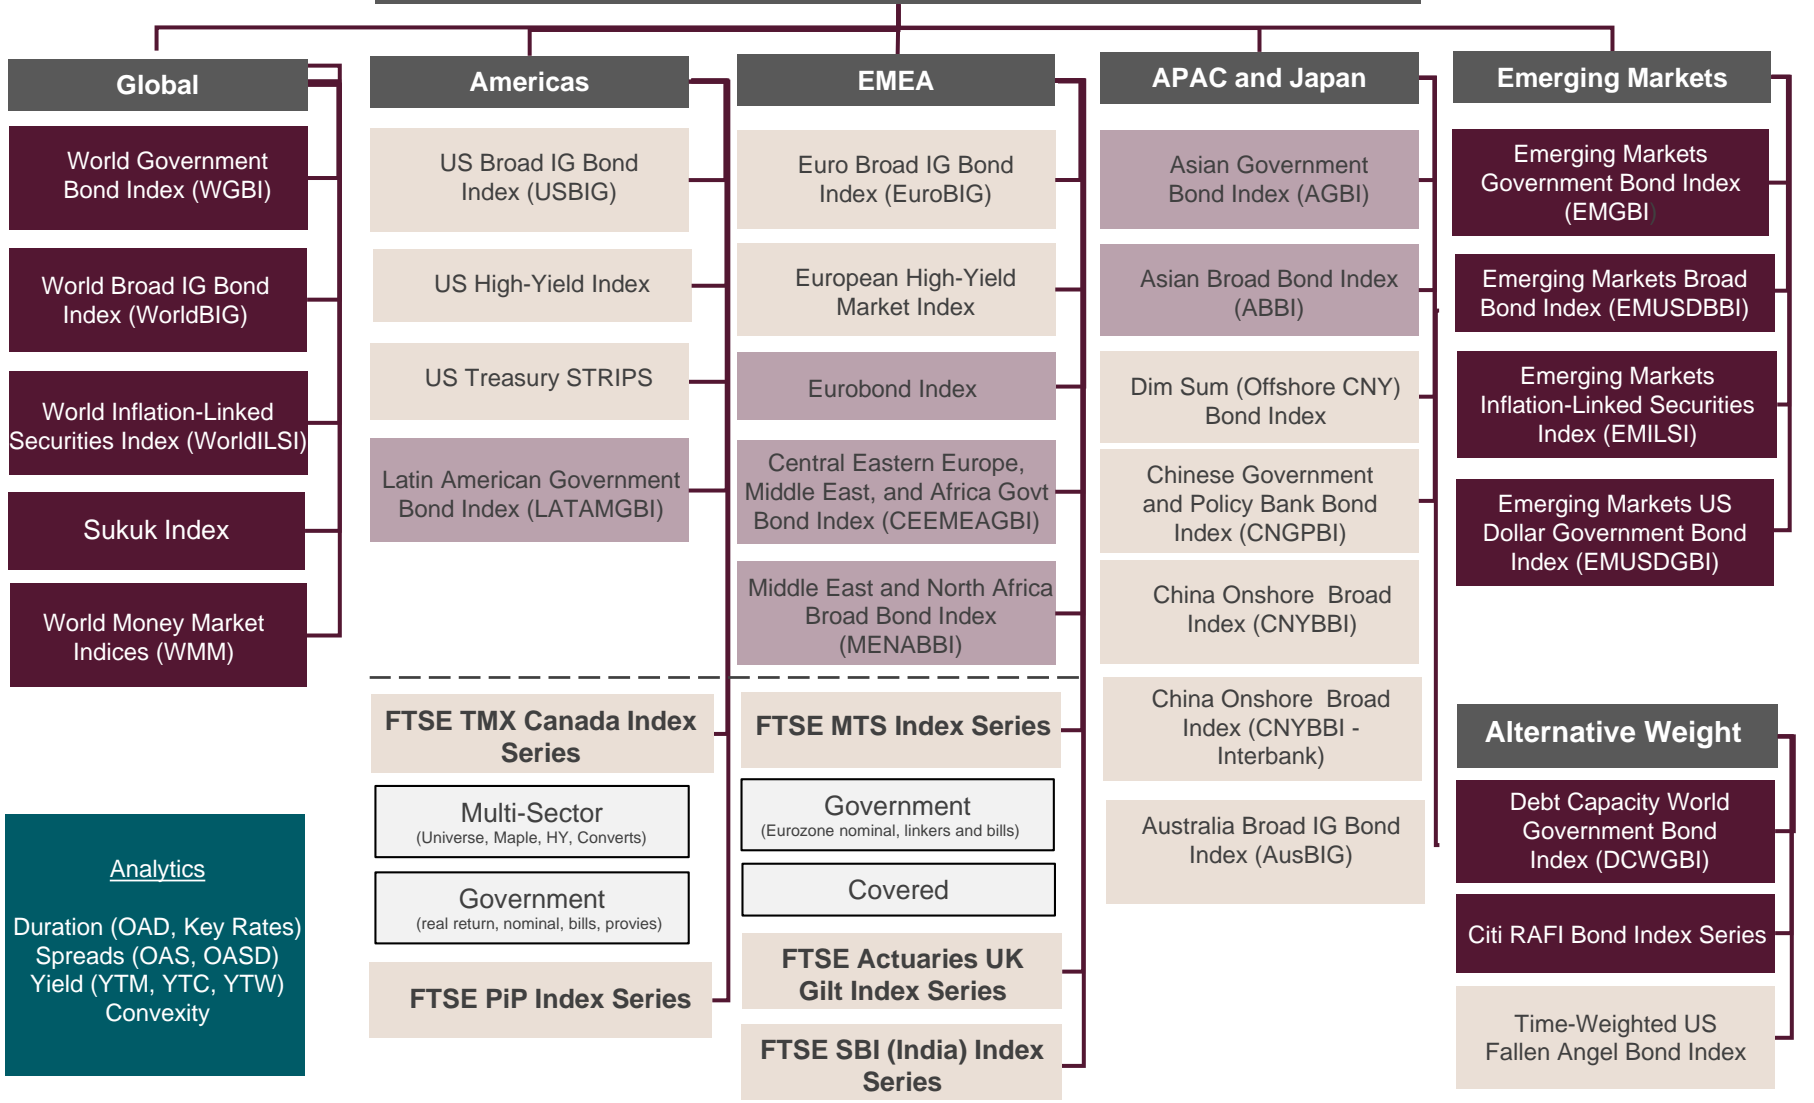 Global
World Government
Bond Index (WGBI)
World Broad IG Bond
Index (WorldBIG)
World Inflation-Linked
Securities Index (WorldILSI)
Sukuk Index
World Money Market
Indices (WMM)
Analytics
Duration (OAD, Key Rates)
Spreads (OAS, OASD)
Yield (YTM, YTC, YTW)
Convexity
Americas
US Broad IG Bond
Index (USBIG)
US High-Yield Index
US Treasury STRIPS
Latin American Government
Bond Index (LATAMGBI)
FTSE TMX Canada Index
Series
Multi-Sector
(Universe, Maple, HY, Converts)
Government
(real return, nominal, bills, provies)
FTSE PiP Index Series
EMEA
Euro Broad IG Bond
Index (EuroBIG)
European High-Yield
Market Index
Eurobond Index
Central Eastern Europe,
Middle East, and Africa Govt
Bond Index (CEEMEAGBI)
Middle East and North Africa
Broad Bond Index
(MENABBI)
FTSE MTS Index Series
Government
(Eurozone nominal, linkers and bills)
Covered
FTSE Actuaries UK
Gilt Index Series
FTSE SBI (India) Index
Series
APAC and Japan
Asian Government
Bond Index (AGBI)
Asian Broad Bond Index
(ABBI)
Dim Sum (Offshore CNY)
Bond Index
Chinese Government
and Policy Bank Bond
Index (CNGPBI)
China Onshore  Broad
Index (CNYBBI)
China Onshore  Broad
Index (CNYBBI -
Interbank)
Australia Broad IG Bond
Index (AusBIG)
Emerging Markets
Emerging Markets
Government Bond Index
(EMGBI)
Emerging Markets Broad
Bond Index (EMUSDBBI)
Emerging Markets
Inflation-Linked Securities
Index (EMILSI)
Emerging Markets US
Dollar Government Bond
Index (EMUSDGBI)
Alternative Weight
Debt Capacity World
Government Bond
Index (DCWGBI)
Citi RAFI Bond Index Series
Time-Weighted US
Fallen Angel Bond Index